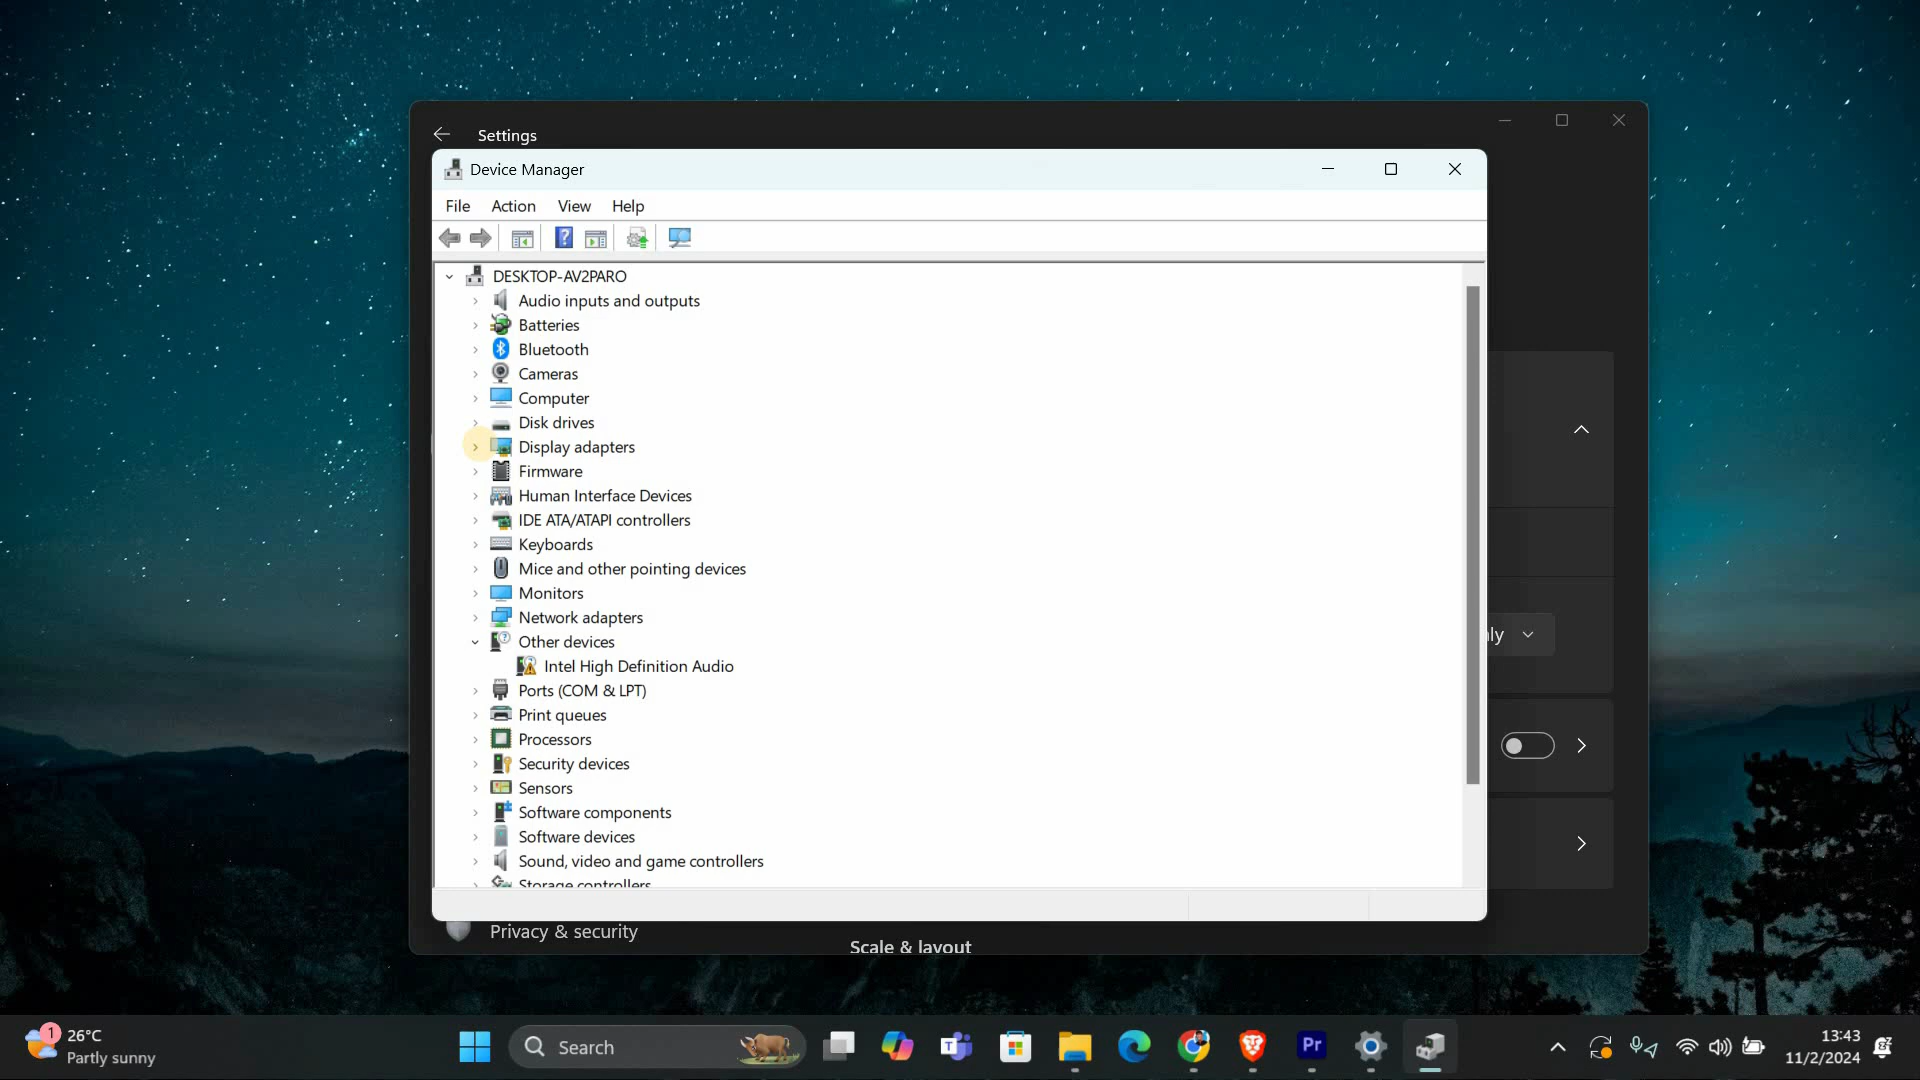 Settings
Device Manager
File Action View Help
DESKTOP-AV2PARO
Audio inputs and outputs
Batteries
Bluetooth
Cameras
Computer
Disk drives
Display adapters
Firmware
Human Interface Devices
IDE ATA/ATAPI controllers
Keyboards
Mice and other pointing devices
Monitors
Network adapters
Other devices
Intel High Definition Audio
Ports (COM & LPT)
Print queues
Processors
Security devices
Sensors
Software components
Software devices
Sound, video and game controllers
Storage controllers
Privacy & security
Scale & layout
1
26°C
Partly sunny
Search
T
Pr
13:43
11/2/2024